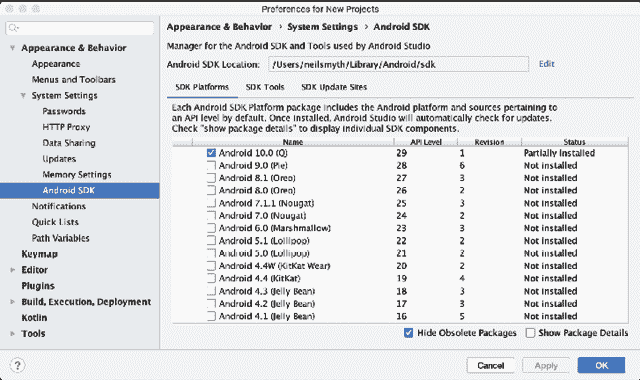 Preferences for New Projects
Appearance & Behavior
Appearance
Menus and Toolbars
System Settings
Passwords
HTTP Proxy
Data Sharing
Updates
Memory Settings
Android SDK
Notifications
Quick Lists
Path Variables
Keymap
Editor
Plugins
Build, Execution, Deployment
Kotlin
Tools
Appearance & Behavior › System Settings › Android SDK
Manager for the Android SDK and Tools used by Android Studio
Android SDK Location: /Users/neilsmyth/Library/Android/sdk Edit
SDK Platforms SDK Tools SDK Update Sites
Each Android SDK Platform package includes the Android platform and sources pertaining to
an API level by default. Once installed, Android Studio will automatically check for updates.
Check "show package details" to display individual SDK components.
Name API Level Revision Status
Android 10.0 (Q) 29 1 Partially installed
Android 9.0 (Pie) 28 6 Not installed
Android 8.1 (Oreo) 27 3 Not installed
Android 8.0 (Oreo) 26 2 Not installed
Android 7.1.1 (Nougat) 25 3 Not installed
Android 7.0 (Nougat) 24 2 Not installed
Android 6.0 (Marshmallow) 23 3 Not installed
Android 5.1 (Lollipop) 22 2 Not installed
Android 5.0 (Lollipop) 21 2 Not installed
Android 4.4W (KitKat Wear) 20 2 Not installed
Android 4.4 (KitKat) 19 4 Not installed
Android 4.3 (Jelly Bean) 18 3 Not installed
Android 4.2 (Jelly Bean) 17 3 Not installed
Android 4.1 (Jelly Bean) 16 5 Not installed
Hide Obsolete Packages Show Package Details
? Cancel Apply OK